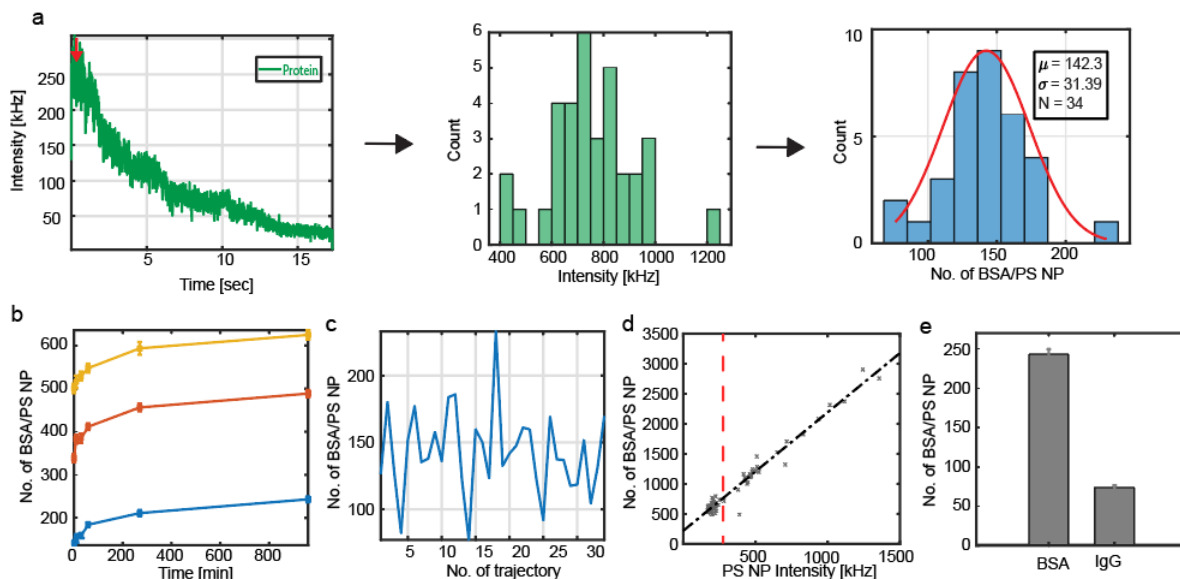 a
Intensity [kHz]
250
200
150
100
50
Protein
5
10
15
Time [sec]
Count
6
5
4
3
2
1
0
400
600
800
1000
1200
Intensity [kHz]
Count
10
5
0
μ = 142.3
σ = 31.39
N = 34
100
150
200
No. of BSA/PS NP
b
No. of BSA/PS NP
600
500
400
300
200
0
200
400
600
800
Time [min]
c
No. of BSA/PS NP
200
150
100
5
10
15
20
25
30
No. of trajectory
d
No. of BSA/PS NP
3500
3000
2500
2000
1500
1000
500
0
0
500
1000
1500
PS NP Intensity [kHz]
e
No. of BSA/PS NP
250
200
150
100
50
0
BSA
IgG